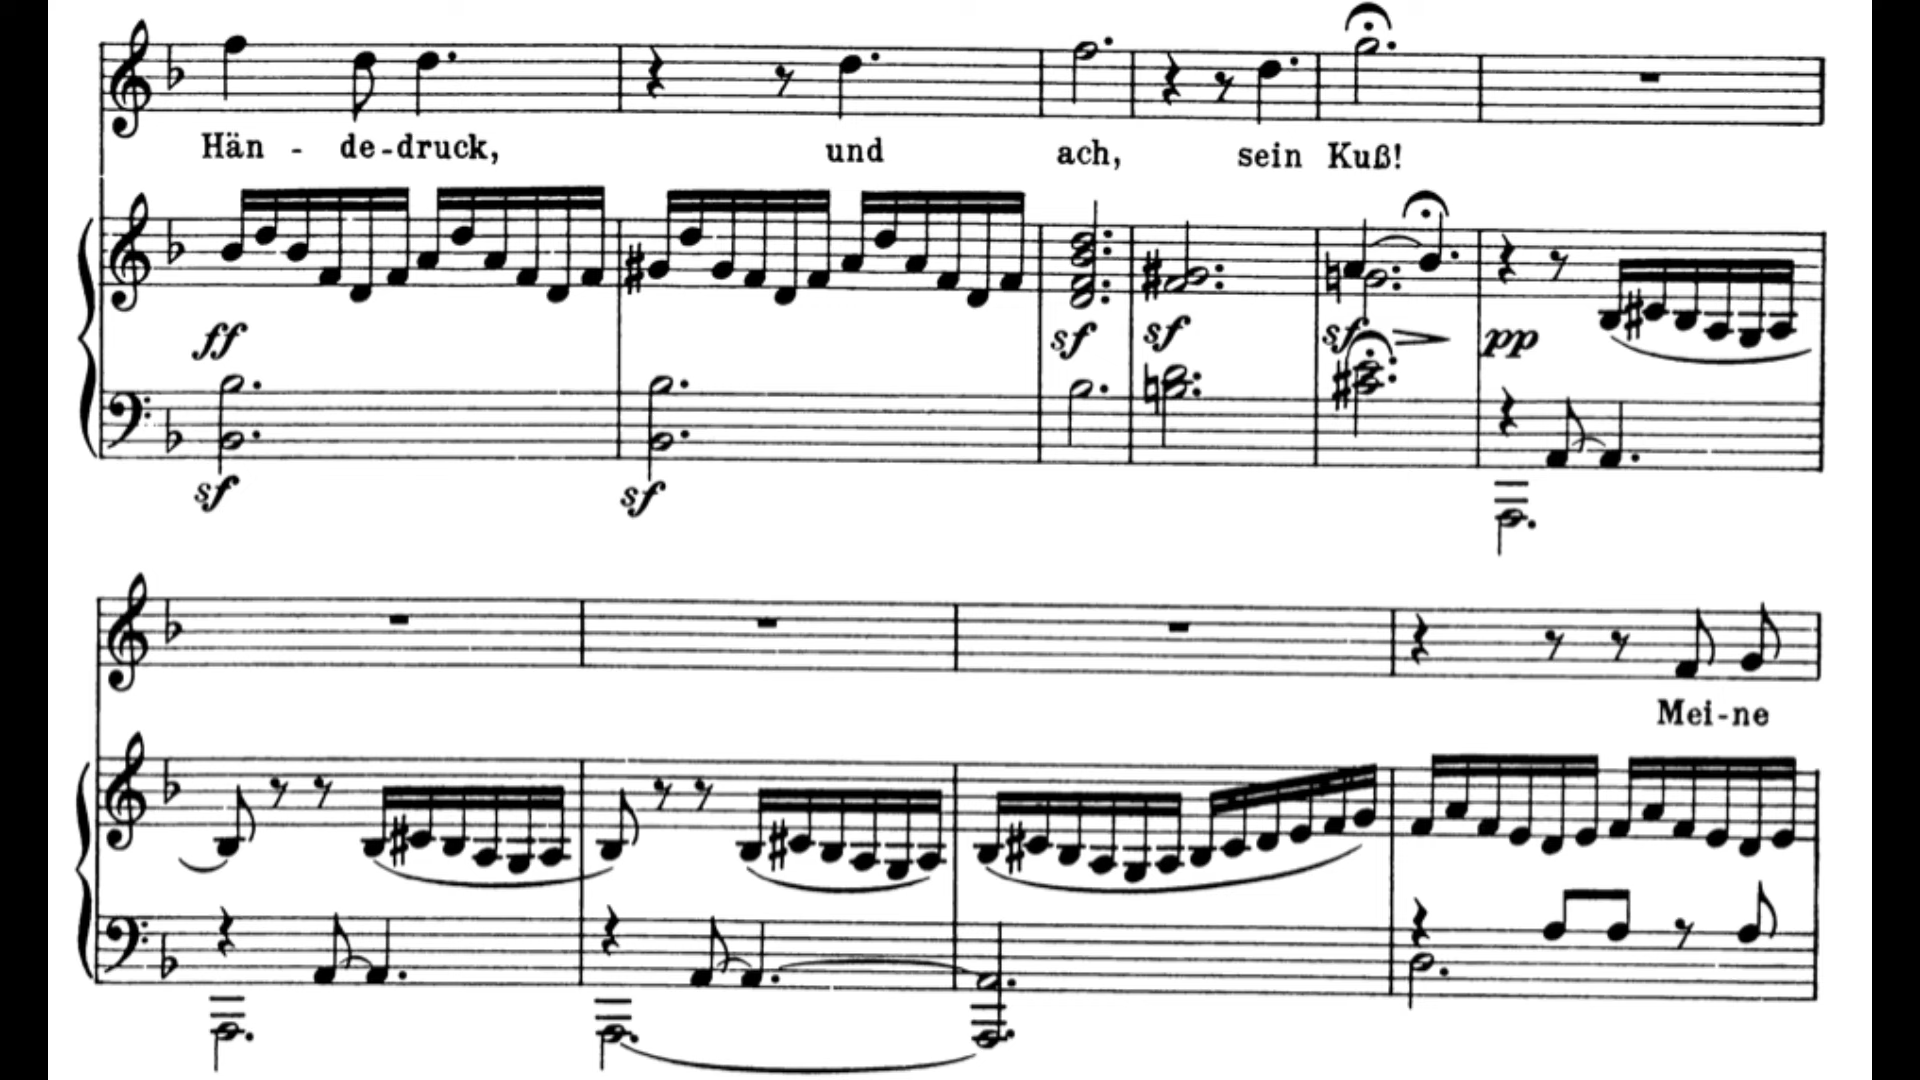 Hän - de-druck, und ach, sein Kuß!
ff sf sf sf pp
sf sf
Mei-ne